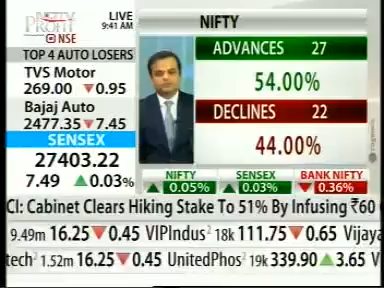 NDTV
PROFIT
NSE
LIVE
9:41 AM
TOP 4 AUTO LOSERS
TVS Motor
269.00 ▼0.95
Bajaj Auto
2477.35 ▼7.45
SENSEX
27403.22
7.49 ▲0.03%
NIFTY
ADVANCES 27
54.00%
DECLINES 22
44.00%
NIFTY
▲ 0.05%
SENSEX
▲ 0.03%
BANK NIFTY
▼ 0.36%
CI: Cabinet Clears Hiking Stake To 51% By Infusing ₹60
9.49m 16.25▼0.45 VIPIndus² 18k 111.75▼0.65 Vijaya
tech² 1.52m 16.25▼0.45 UnitedPhos² 19k 339.90▲3.65 V